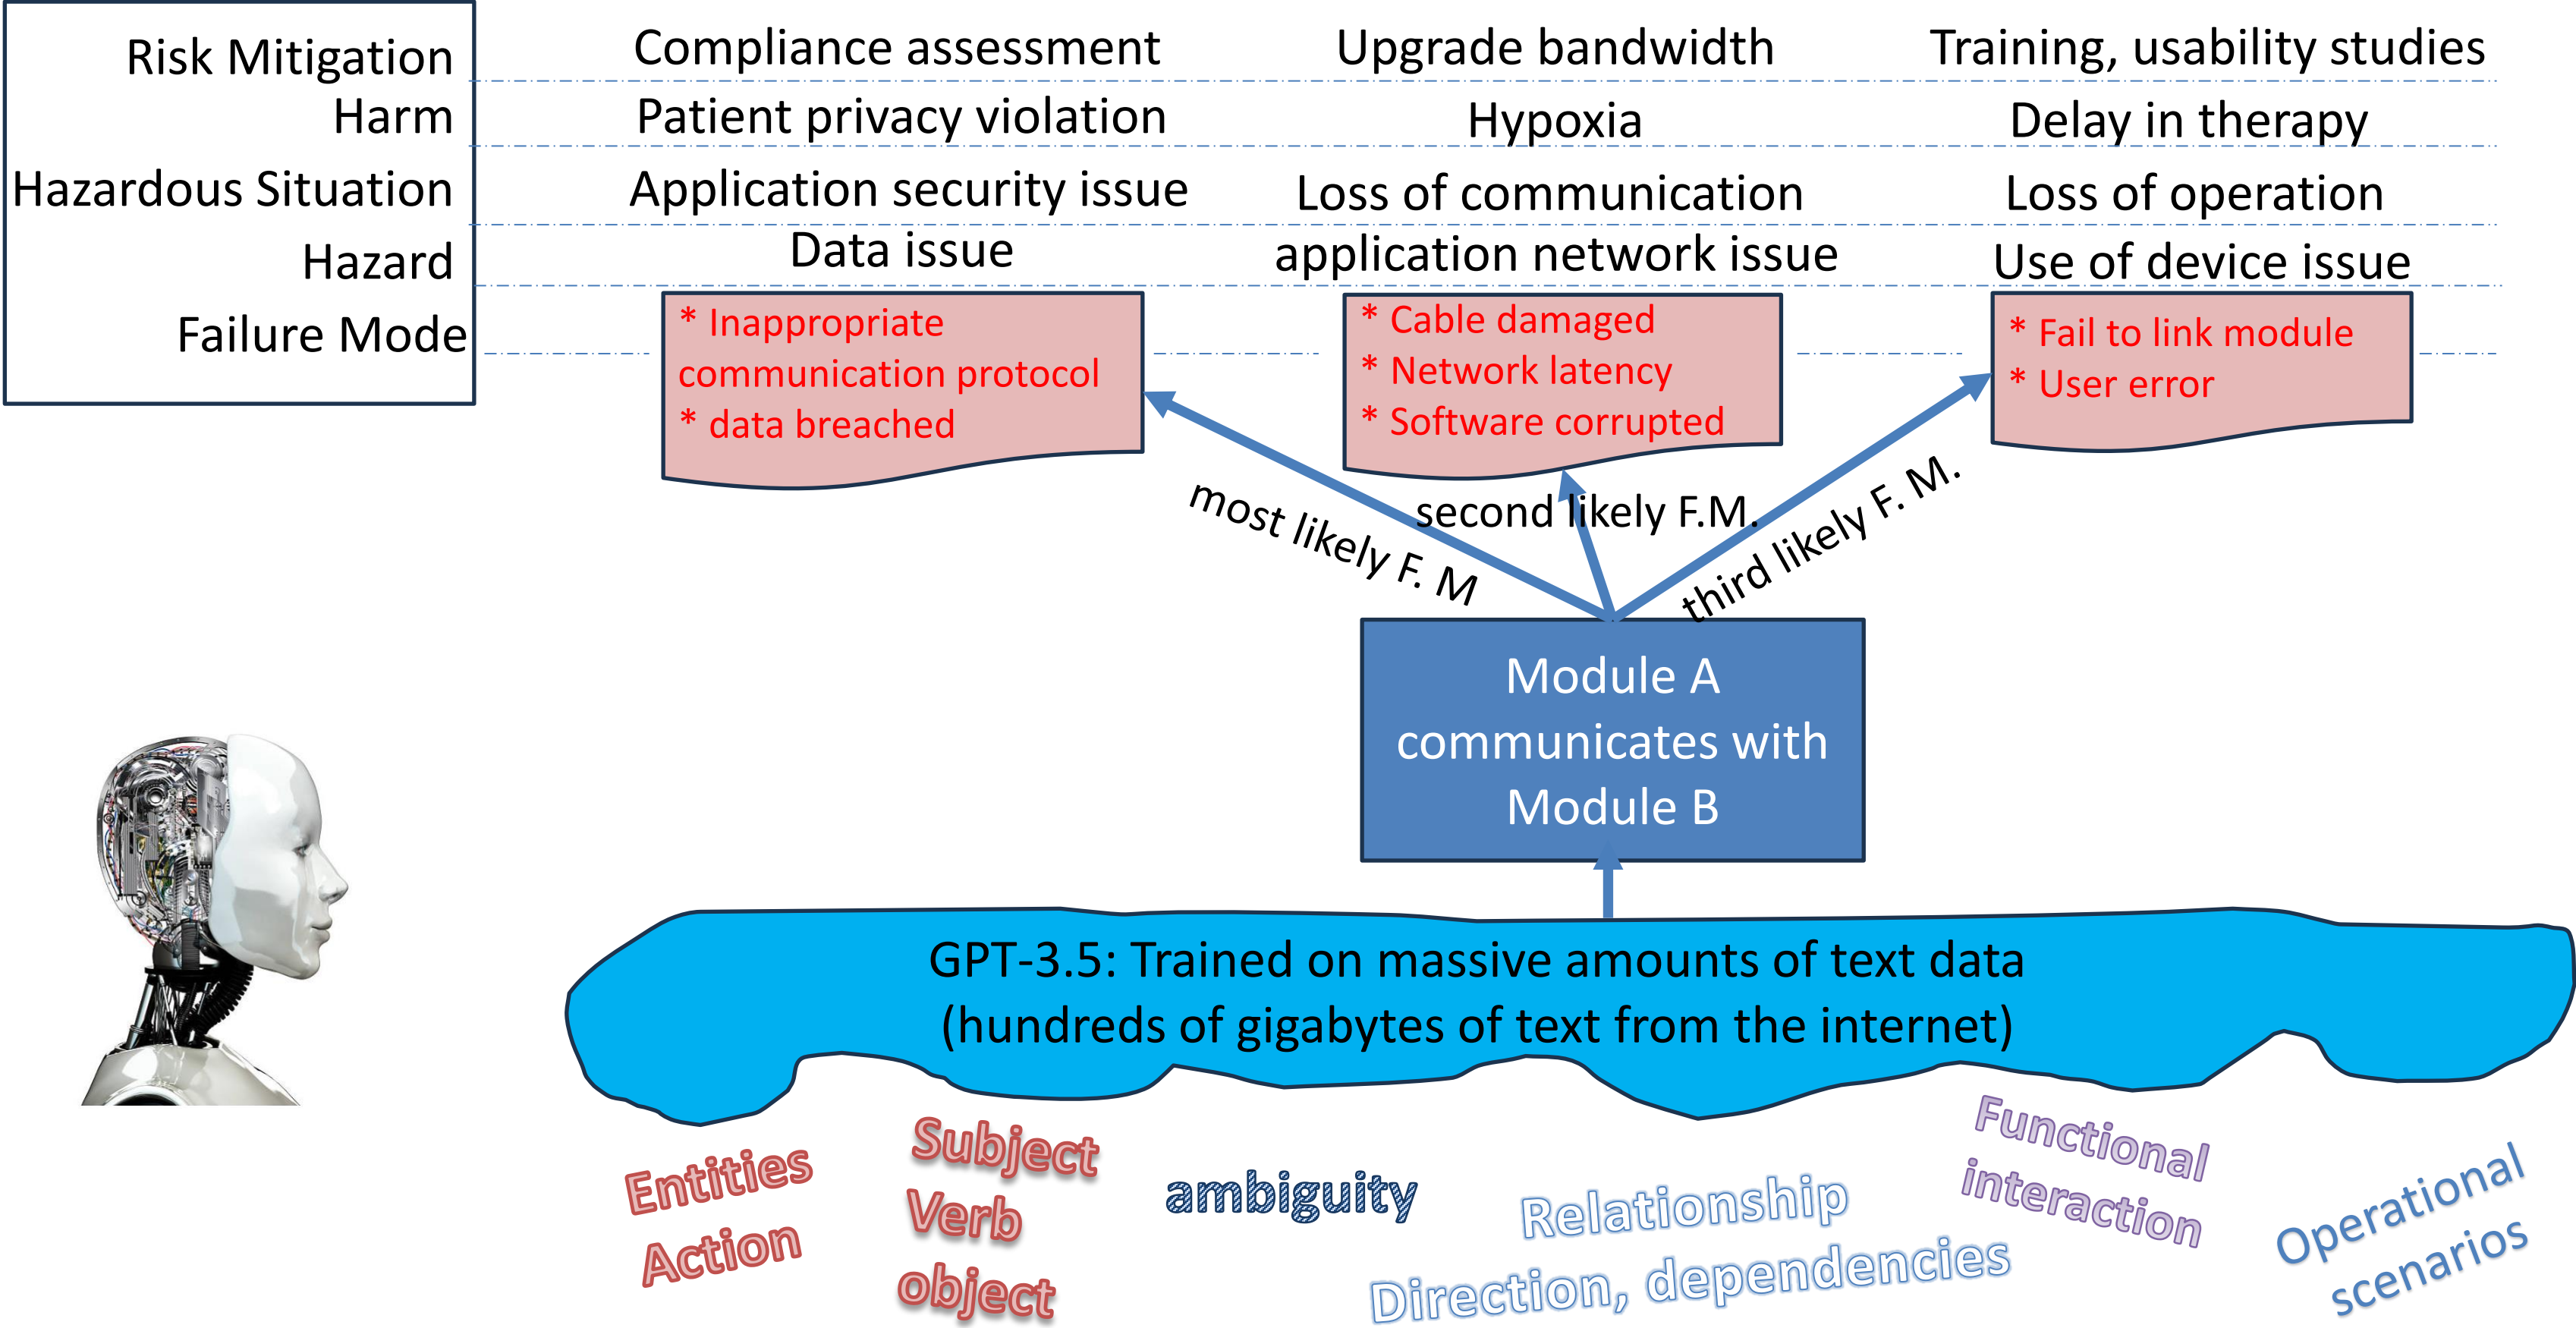 Risk Mitigation
Harm
Hazardous Situation
Hazard
Failure Mode
Compliance assessment
Upgrade bandwidth
Training, usability studies
Patient privacy violation
Hypoxia
Delay in therapy
Application security issue
Loss of communication
Loss of operation
Data issue
application network issue
Use of device issue
* Inappropriate
communication protocol
* data breached
* Cable damaged
* Network latency
* Software corrupted
* Fail to link module
* User error
most likely F. M
second likely F.M.
third likely F. M.
Module A
communicates with
Module B
GPT-3.5: Trained on massive amounts of text data
(hundreds of gigabytes of text from the internet)
Entities
Action
Subject
Verb
object
ambiguity
Relationship
Direction, dependencies
Functional
interaction
Operational
scenarios